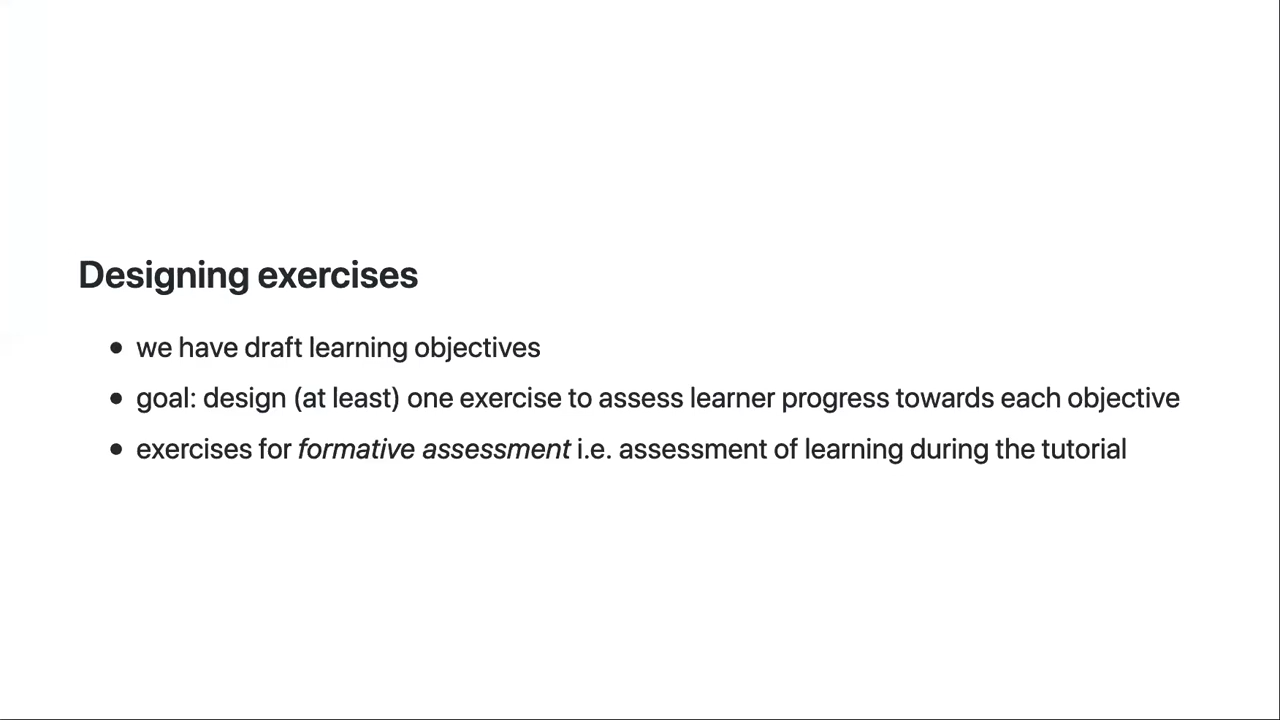 Designing exercises
• we have draft learning objectives
• goal: design (at least) one exercise to assess learner progress towards each objective
• exercises for formative assessment i.e. assessment of learning during the tutorial